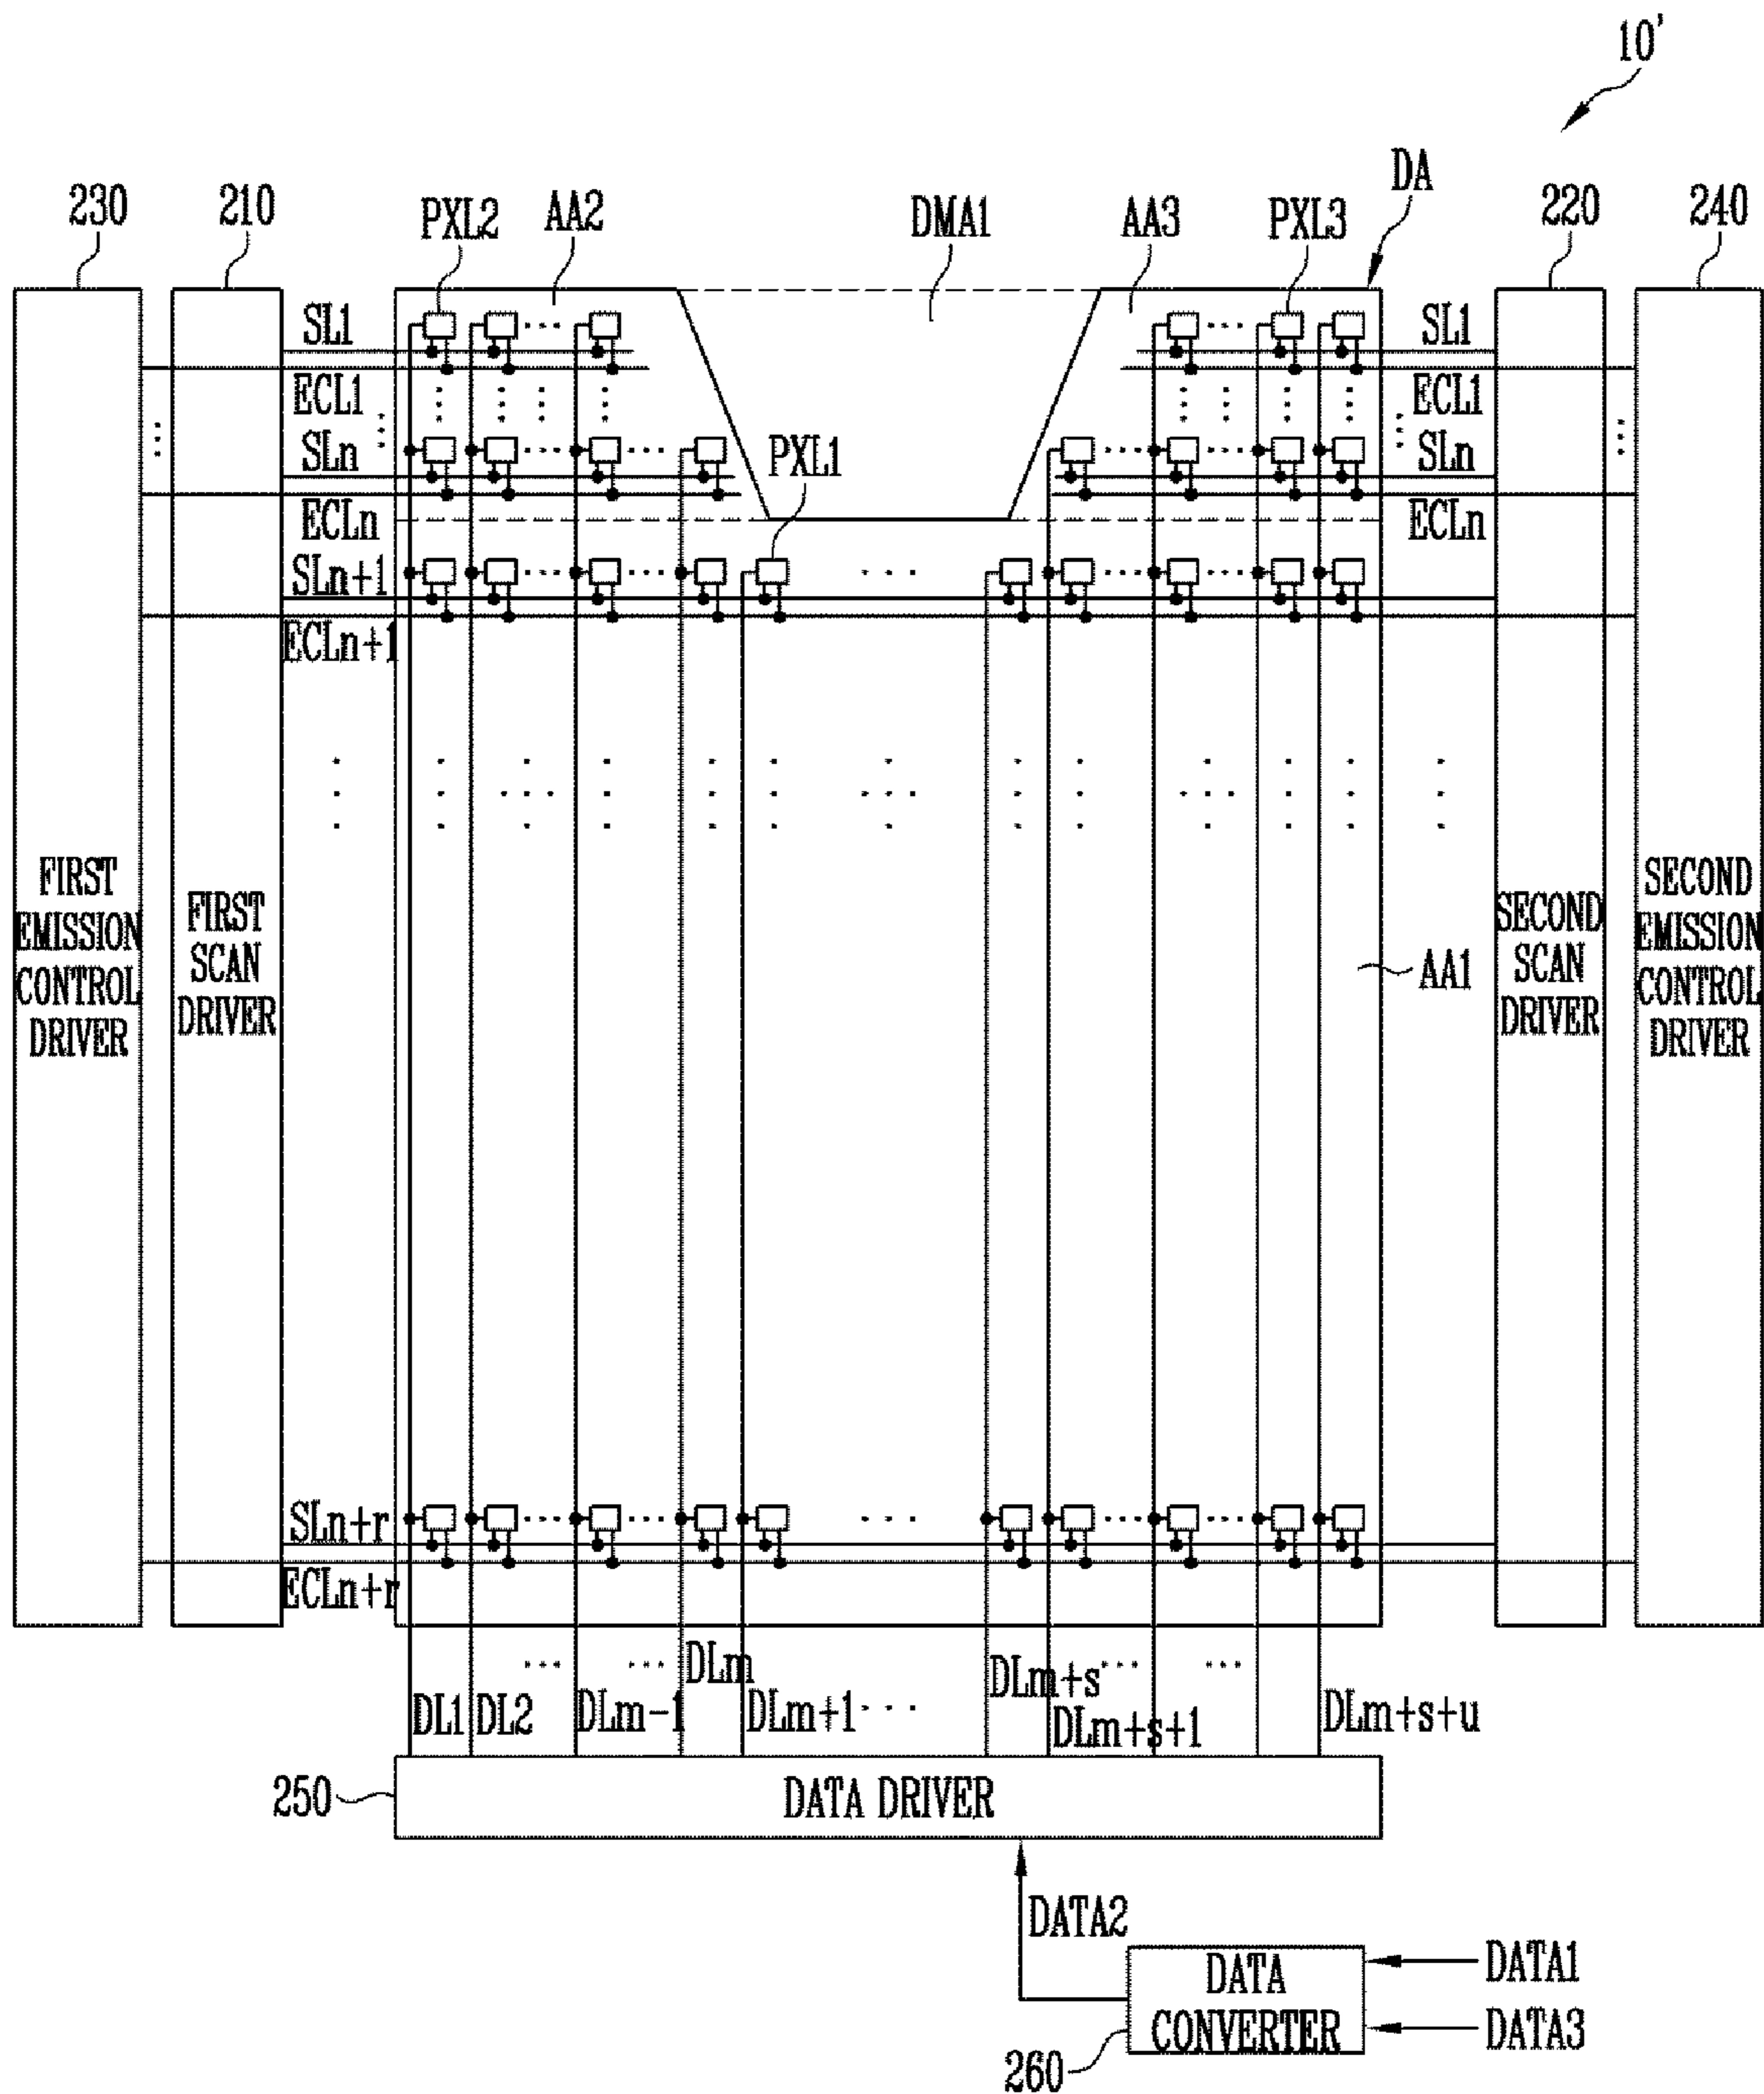 10'
230
210
PXL2
AA2
DMA1
AA3
PXL3
DA
220
240
SL1
SL1
ECL1
ECL1
SLn
SLn
PXL1
ECLn
ECLn
SLn+1
ECLn+1
FIRST
EMISSION
CONTROL
DRIVER
FIRST
SCAN
DRIVER
SECOND
SCAN
DRIVER
SECOND
EMISSION
CONTROL
DRIVER
AA1
SLn+r
ECLn+r
DL1
DL2
DLm-1
DLm
DLm+1
DLm+s
DLm+s+1
DLm+s+u
250
DATA DRIVER
DATA2
DATA
CONVERTER
DATA1
DATA3
260